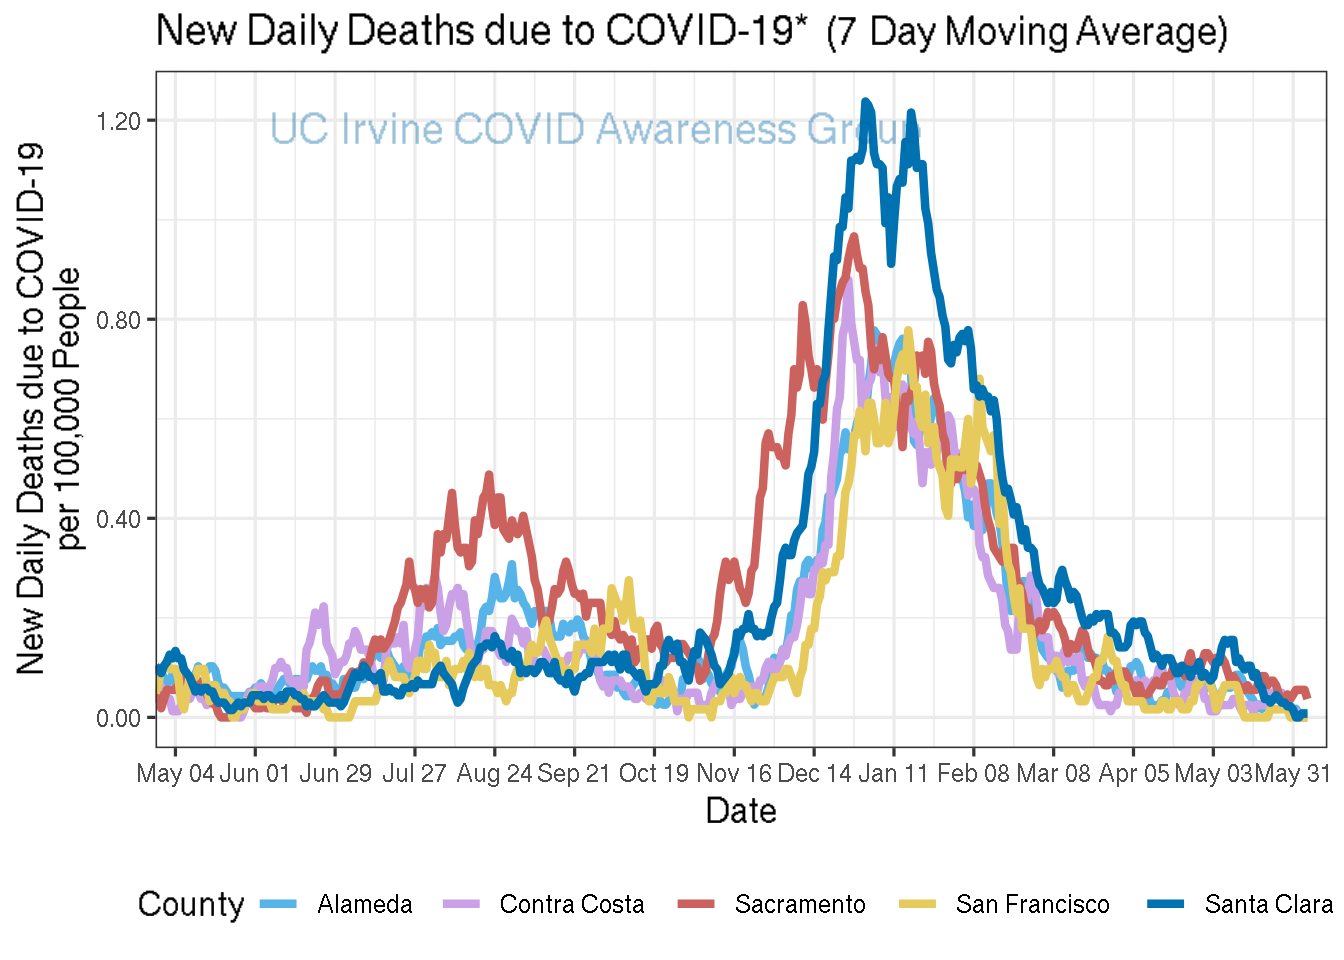 New Daily Deaths due to COVID-19* (7 Day Moving Average)
UC Irvine COVID Awareness Group
New Daily Deaths due to COVID-19
per 100,000 People
1.20
0.80
0.40
0.00
May 04 Jun 01 Jun 29 Jul 27 Aug 24 Sep 21 Oct 19 Nov 16 Dec 14 Jan 11 Feb 08 Mar 08 Apr 05 May 03 May 31
Date
County Alameda Contra Costa Sacramento San Francisco Santa Clara